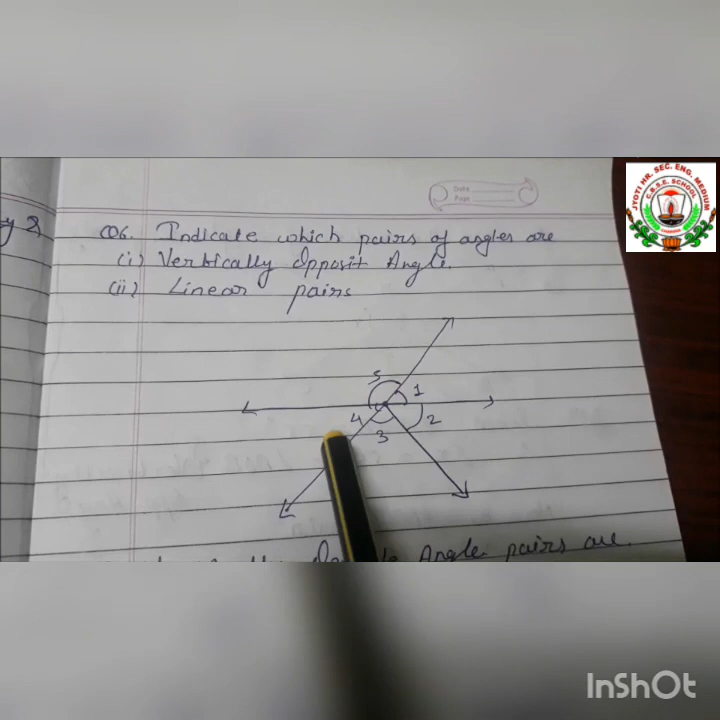 Date
Page
y 2
Q6. Indicate which pairs of angles are
(i) Vertically Opposit Angle.
(ii) Linear pairs
5
1
4
2
3
Angle pairs are.
JYOTI HR. SEC. ENG. MEDIUM
C.B.S.E. SCHOOL
InShOt